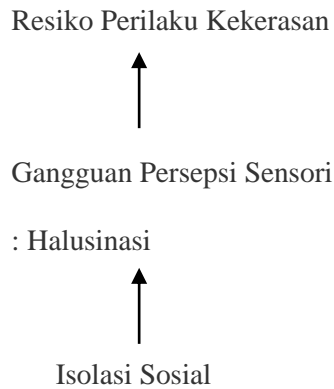 Resiko Perilaku Kekerasan
Gangguan Persepsi Sensori
: Halusinasi
Isolasi Sosial